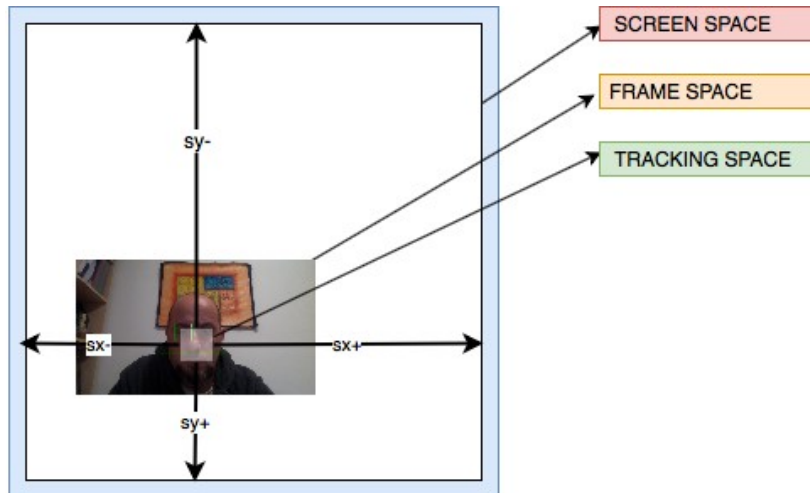 SCREEN SPACE
FRAME SPACE
TRACKING SPACE
sy-
sx-
sx+
sy+